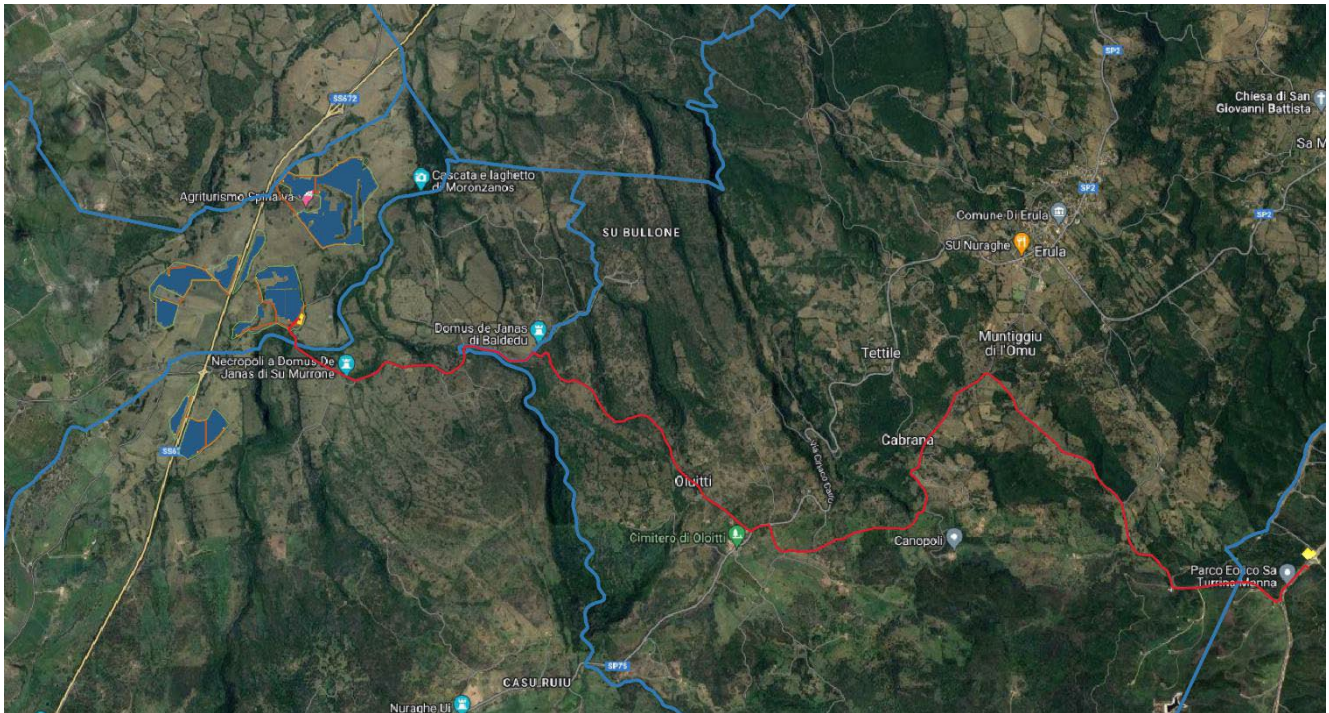 SP2
Chiesa di San
Giovanni Battista
SS672
Sa M
Cascata e laghetto
di Moronzanos
Agriturismo Spinalva
SP2
Comune Di Erula
SP2
SU BULLONE
SU Nuraghe
Erula
Domus de Janas
di Baldedu
Muntiggiu
di l'Omu
Tettile
Necropoli a Domus De
Janas di Su Murrone
Cabrana
SS67
Oloitti
Cimitero di Oloitti
Canopoli
Parco Eolico Sa
Turrina Manna
SP75
CASU RUIU
Nuraghe Ui